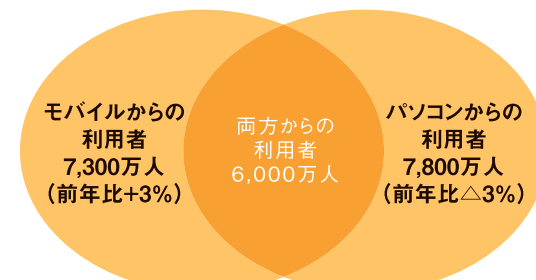 モバイルからの
利用者
7,300万人
（前年比+3%）
両方からの
利用者
6,000万人
パソコンからの
利用者
7,800万人
（前年比△3%）